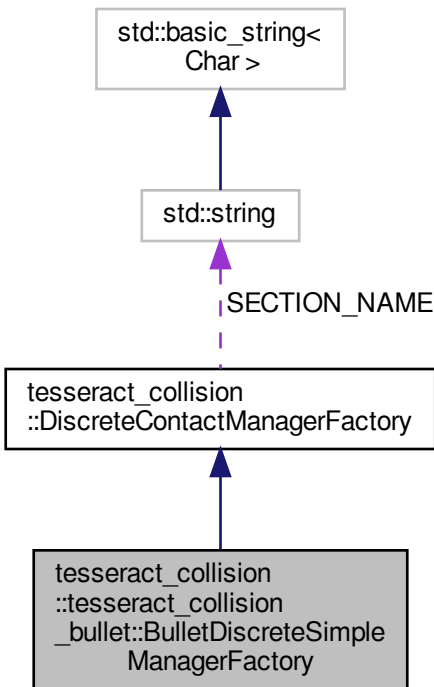 std::basic_string<
Char >
std::string
SECTION_NAME
tesseract_collision
::DiscreteContactManagerFactory
tesseract_collision
::tesseract_collision
_bullet::BulletDiscreteSimple
ManagerFactory